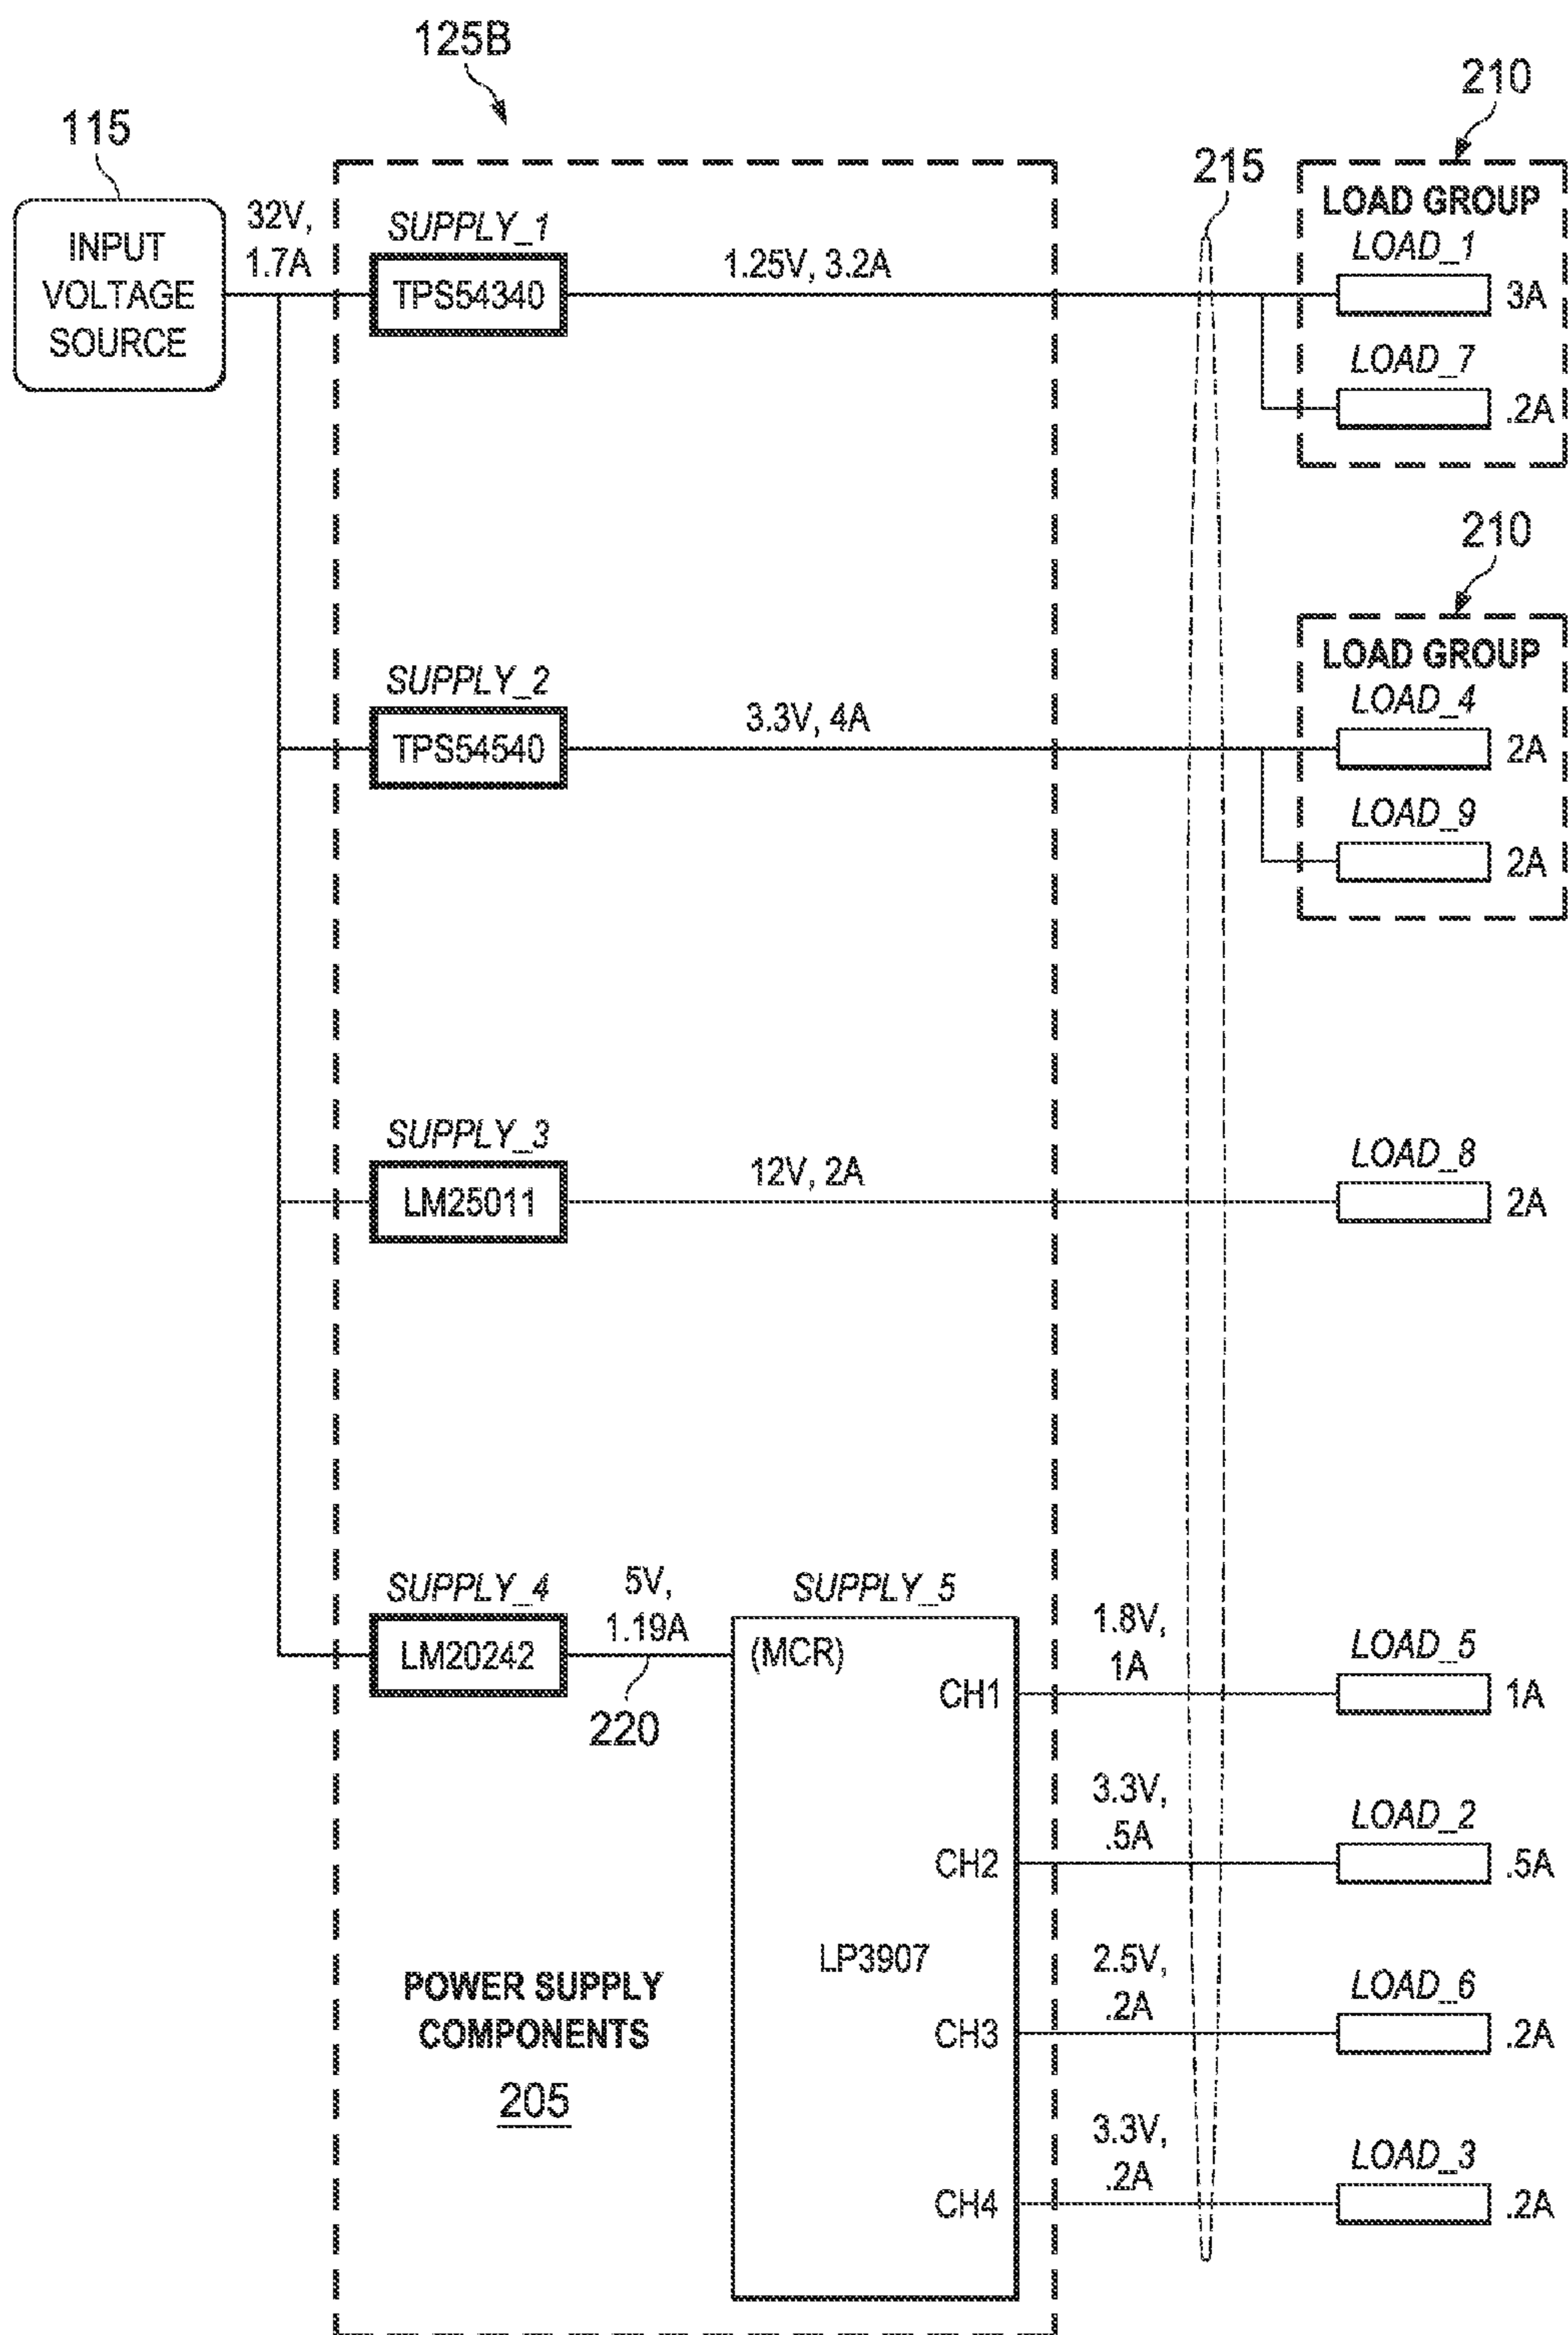 125B
115
INPUT
VOLTAGE
SOURCE
32V,
1.7A
SUPPLY_1
TPS54340
1.25V, 3.2A
215
210
LOAD GROUP
LOAD_1
3A
LOAD_7
.2A
SUPPLY_2
TPS54540
3.3V, 4A
210
LOAD GROUP
LOAD_4
2A
LOAD_9
2A
SUPPLY_3
LM25011
12V, 2A
LOAD_8
2A
SUPPLY_4
LM20242
5V,
1.19A
220
SUPPLY_5
(MCR)
LP3907
CH1
1.8V,
1A
LOAD_5
1A
CH2
3.3V,
.5A
LOAD_2
.5A
CH3
2.5V,
.2A
LOAD_6
.2A
CH4
3.3V,
.2A
LOAD_3
.2A
POWER SUPPLY
COMPONENTS
205